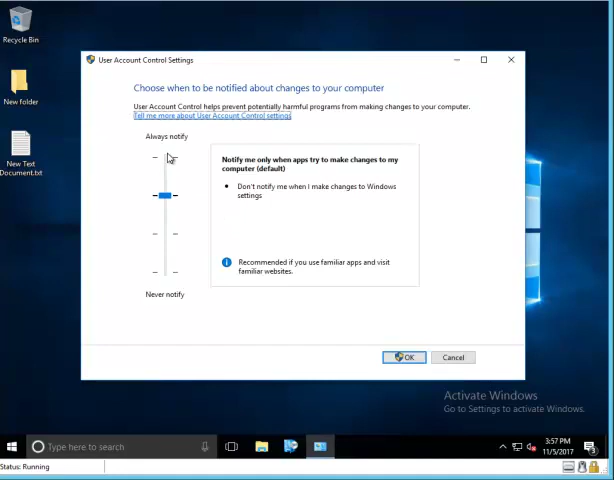 Recycle Bin
New folder
New Text
Document.txt
User Account Control Settings
Choose when to be notified about changes to your computer
User Account Control helps prevent potentially harmful programs from making changes to your computer.
Tell me more about User Account Control settings
Always notify
Notify me only when apps try to make changes to my
computer (default)
Don't notify me when I make changes to Windows
settings
Recommended if you use familiar apps and visit
familiar websites.
Never notify
OK
Cancel
Activate Windows
Go to Settings to activate Windows.
Type here to search
3:57 PM
11/5/2017
3
Status: Running